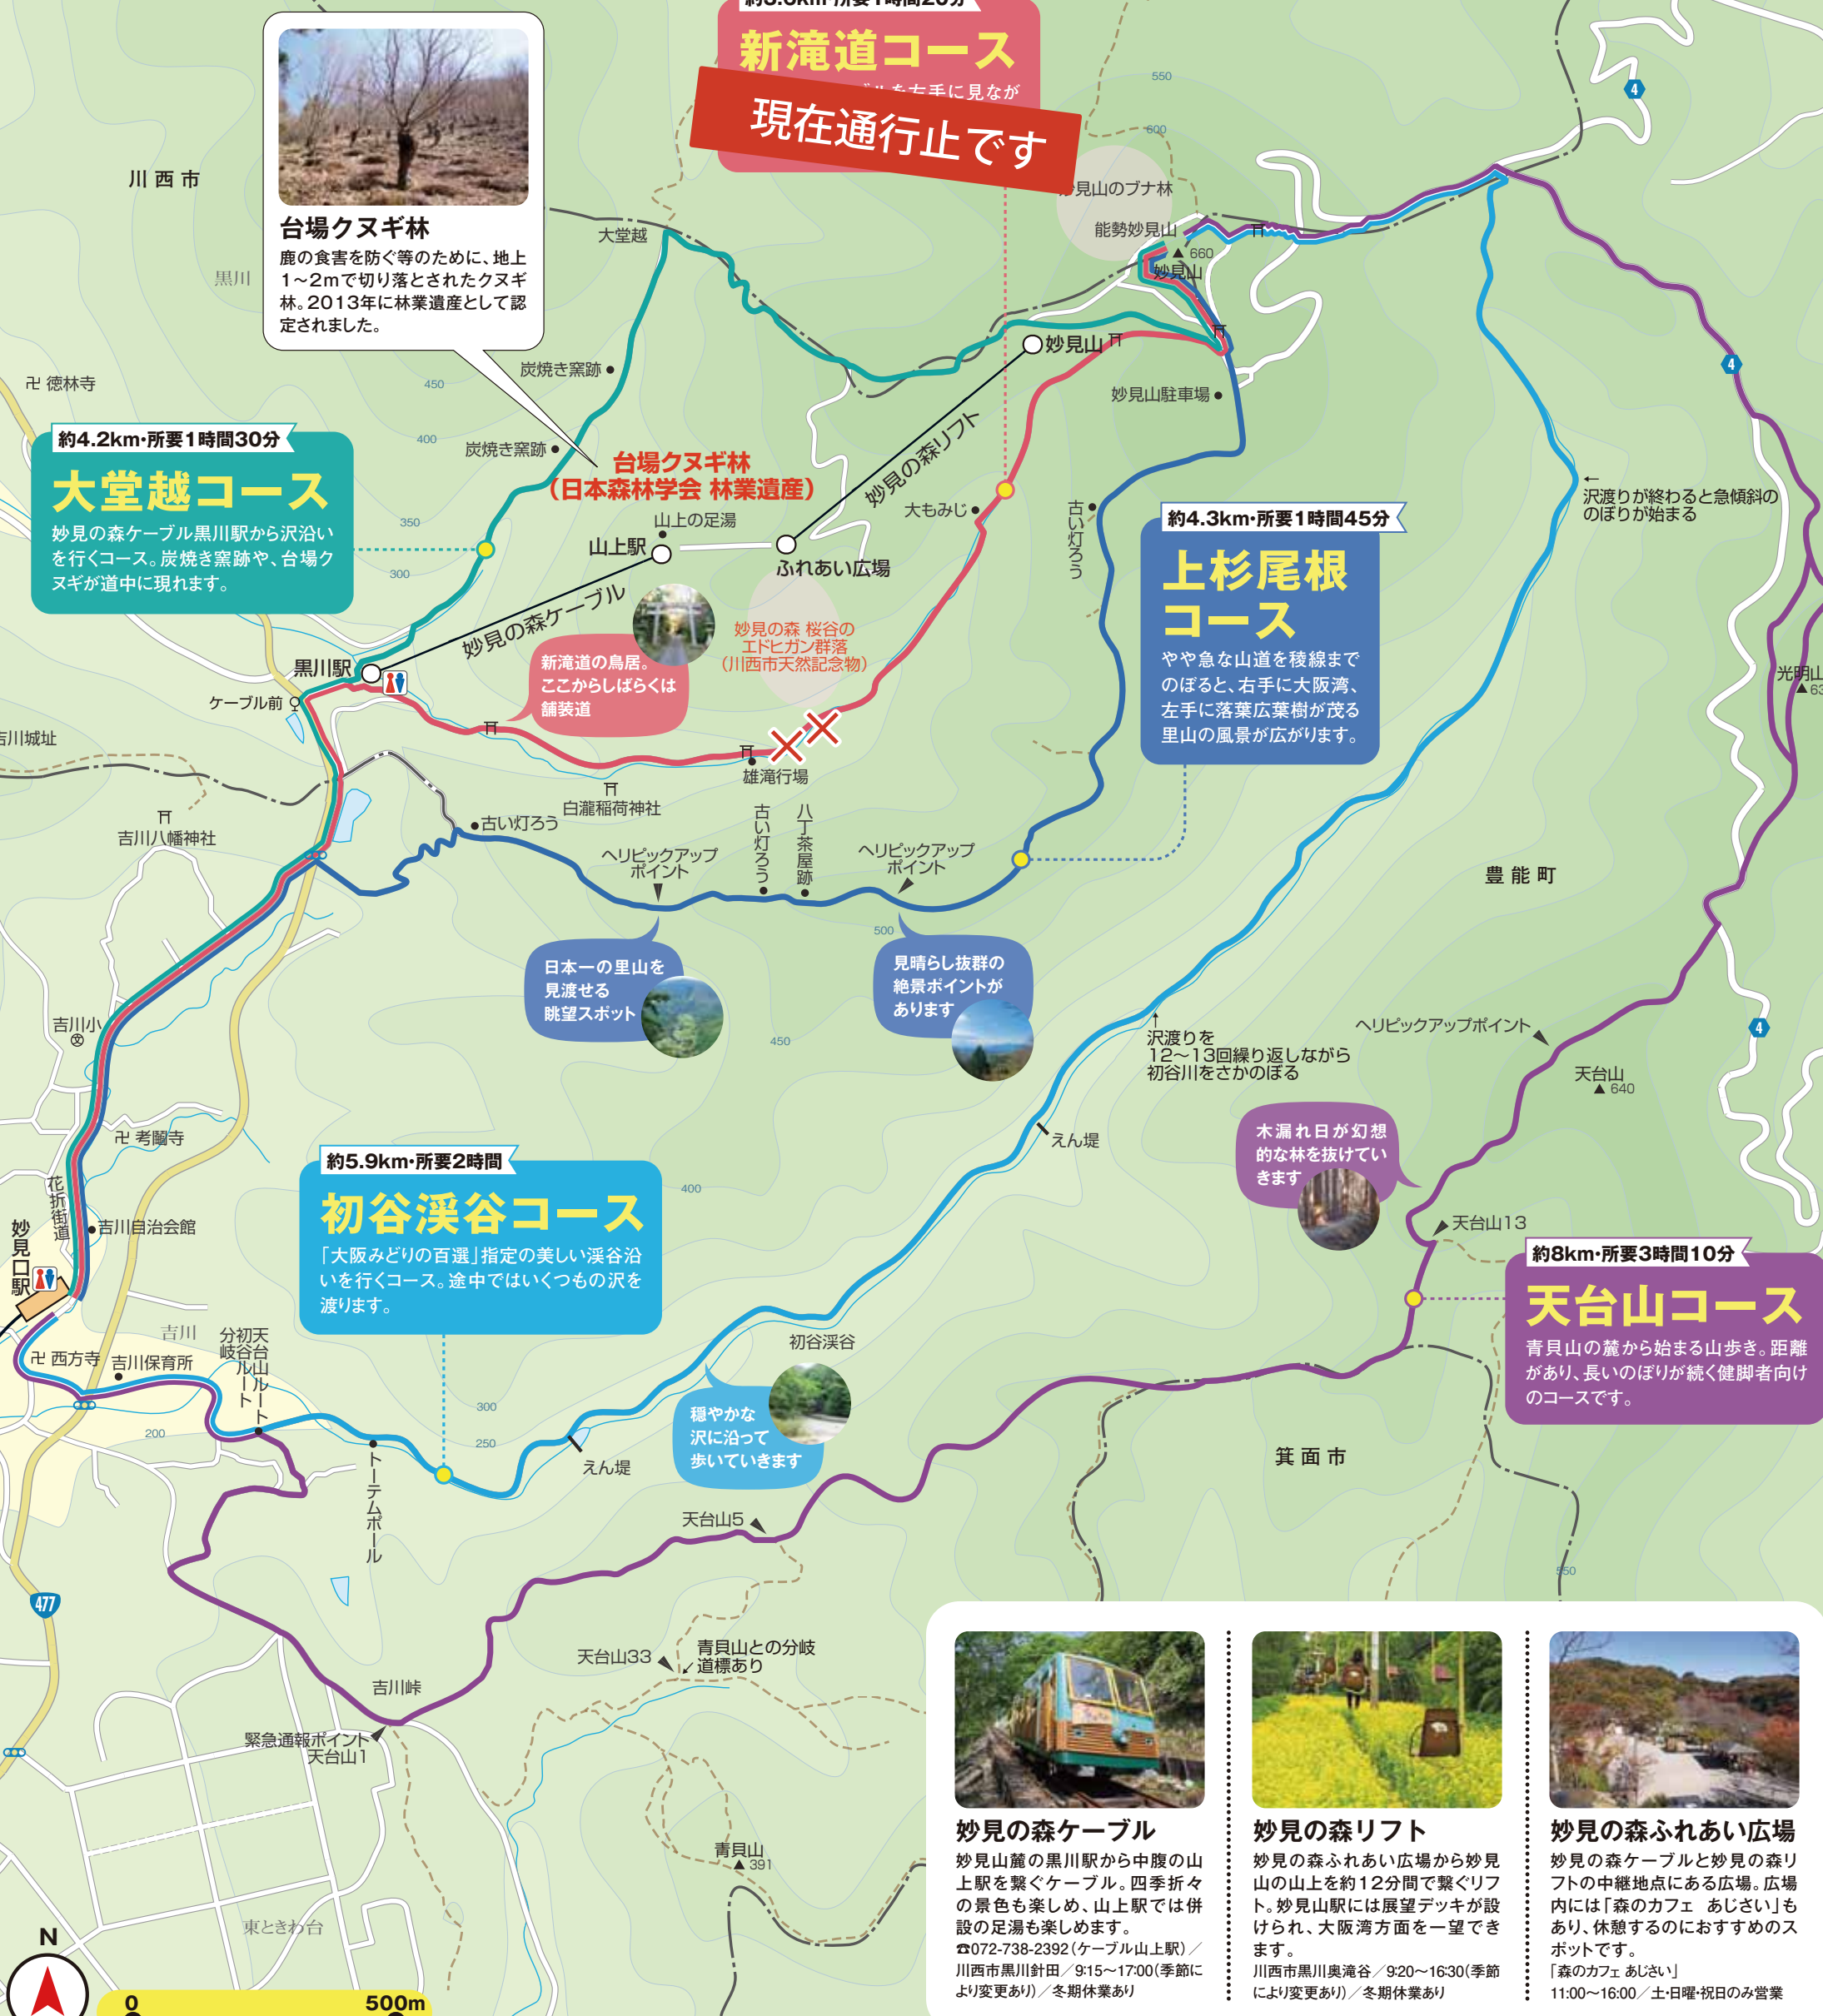 新滝道コース
現在通行止です
550
600
4
川西市
台場クヌギ林
鹿の食害を防ぐ等のために、地上
1～2mで切り落とされたクヌギ
林。2013年に林業遺産として認
定されました。
黒川
大堂越
妙見山のブナ林
能勢妙見山
▲660
妙見山
卍 徳林寺
450
炭焼き窯跡
妙見山
4
妙見山駐車場
約4.2km・所要1時間30分
大堂越コース
妙見の森ケーブル黒川駅から沢沿い
を行くコース。炭焼き窯跡や、台場ク
ヌギが道中に現れます。
400
炭焼き窯跡
台場クヌギ林
（日本森林学会 林業遺産）
妙見の森リフト
350
300
山上の足湯
山上駅
ふれあい広場
大もみじ
古い灯ろう
←
沢渡りが終わると急傾斜の
のぼりが始まる
約4.3km・所要1時間45分
上杉尾根
コース
やや急な山道を稜線まで
のぼると、右手に大阪湾、
左手に落葉広葉樹が茂る
里山の風景が広がります。
妙見の森ケーブル
黒川駅
ケーブル前
新滝道の鳥居。
ここからしばらくは
舗装道
妙見の森 桜谷の
エドヒガン群落
（川西市天然記念物）
光明山
吉川城址
雄滝行場
白瀧稲荷神社
吉川八幡神社
古い灯ろう
ヘリピックアップ
ポイント
古い灯ろう
八丁茶屋跡
ヘリピックアップ
ポイント
豊能町
500
日本一の里山を
見渡せる
眺望スポット
見晴らし抜群の
絶景ポイントが
あります
450
吉川小
↑
沢渡りを
12～13回繰り返しながら
初谷川をさかのぼる
ヘリピックアップポイント
4
天台山
▲640
えん堤
木漏れ日が幻想
的な林を抜けてい
きます
天台山13
花折街道
吉川自治会館
妙見口駅
400
約5.9km・所要2時間
初谷渓谷コース
「大阪みどりの百選」指定の美しい渓谷沿
いを行くコース。途中ではいくつもの沢を
渡ります。
約8km・所要3時間10分
天台山コース
青貝山の麓から始まる山歩き。距離
があり、長いのぼりが続く健脚者向け
のコースです。
初谷渓谷
吉川
卍 西方寺
吉川保育所
天台山ルート
初谷ルート
分岐
200
300
250
穏やかな
沢に沿って
歩いていきます
えん堤
トーテムポール
箕面市
天台山5
550
477
天台山33
青貝山との分岐
道標あり
吉川峠
緊急通報ポイント
天台山1
青貝山
▲391
東ときわ台
N
0
500m
妙見の森ケーブル
妙見山麓の黒川駅から中腹の山
上駅を繋ぐケーブル。四季折々
の景色も楽しめ、山上駅では併
設の足湯も楽しめます。
☎072-738-2392（ケーブル山上駅）／
川西市黒川針田／9:15～17:00（季節に
より変更あり）／冬期休業あり
妙見の森リフト
妙見の森ふれあい広場から妙見
山の山上を約12分間で繋ぐリフ
ト。妙見山駅には展望デッキが設
けられ、大阪湾方面を一望でき
ます。
川西市黒川奥滝谷／9:20～16:30（季節
により変更あり）／冬期休業あり
妙見の森ふれあい広場
妙見の森ケーブルと妙見の森リ
フトの中継地点にある広場。広場
内には「森のカフェ あじさい」も
あり、休憩するのにおすすめのス
ポットです。
「森のカフェ あじさい」
11:00～16:00／土・日曜・祝日のみ営業